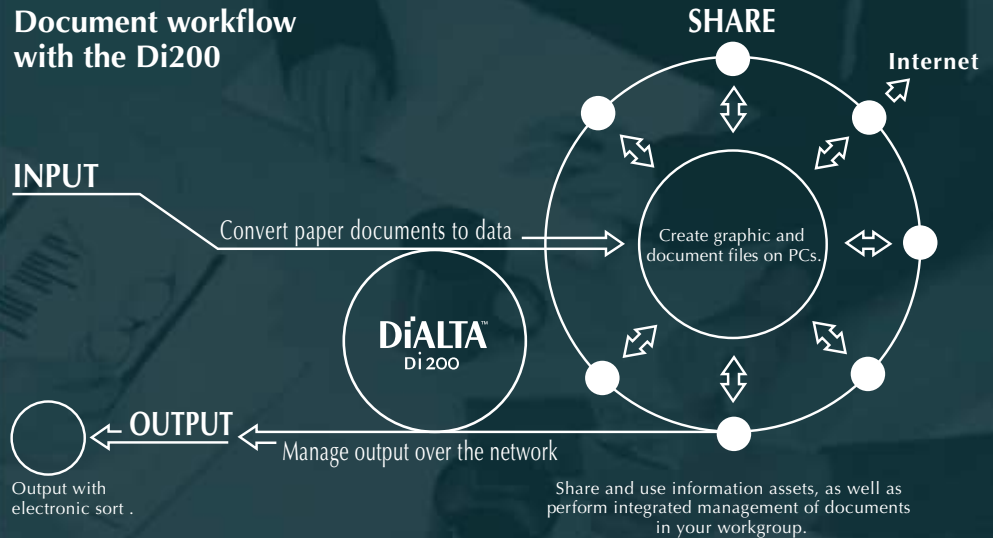 Document workflow
with the Di200
SHARE
Internet
INPUT
Convert paper documents to data
Create graphic and
document files on PCs.
DiALTA™
Di 200
OUTPUT
Manage output over the network
Output with
electronic sort .
Share and use information assets, as well as
perform integrated management of documents
in your workgroup.